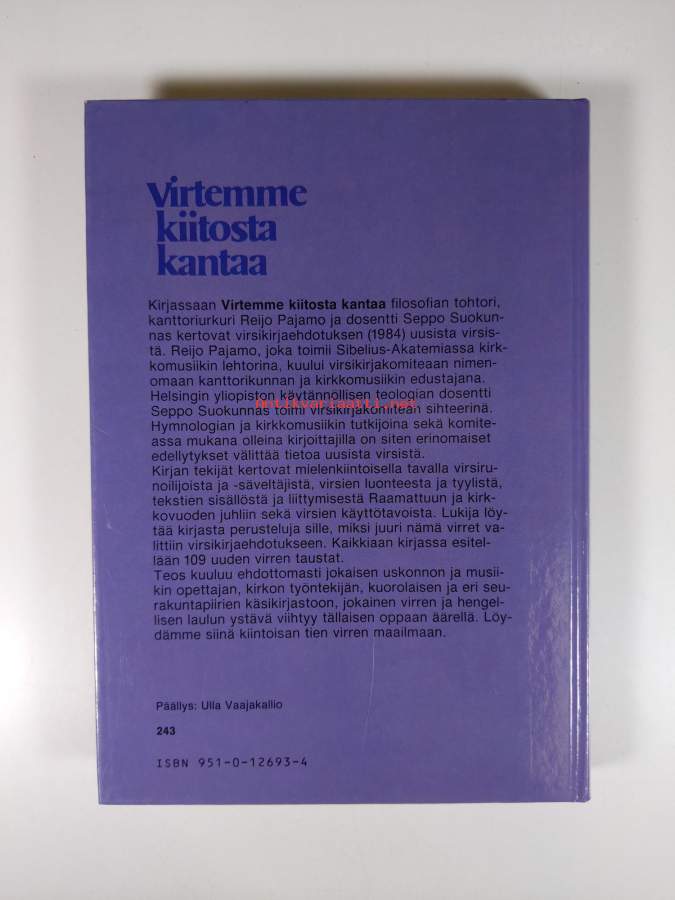 Virtemme
kiitosta
kantaa
Kirjassaan Virtemme kiitosta kantaa filosofian tohtori,
kanttoriurkuri Reijo Pajamo ja dosentti Seppo Suokun-
nas kertovat virsikirjaehdotuksen (1984) uusista virsis-
tä. Reijo Pajamo, joka toimii Sibelius-Akatemiassa kirk-
komusiikin lehtorina, kuului virsikirjakomiteaan nimen-
omaan kanttorikunnan ja kirkkomusiikin edustajana.
Helsingin yliopiston käytännöllisen teologian dosentti
Antikvariaatti.net
Seppo Suokunnas toimi virsikirjakomitean sihteerinä.
Hymnologian ja kirkkomusiikin tutkijoina sekä komite-
assa mukana olleina kirjoittajilla on siten erinomaiset
edellytykset välittää tietoa uusista virsistä.
Kirjan tekijät kertovat mielenkiintoisella tavalla virsiru-
noilijoista ja -säveltäjistä, virsien luonteesta ja tyylistä,
tekstien sisällöstä ja liittymisestä Raamattuun ja kirk-
kovuoden juhliin sekä virsien käyttötavoista. Lukija löy-
tää kirjasta perusteluja sille, miksi juuri nämä virret va-
littiin virsikirjaehdotukseen. Kaikkiaan kirjassa esitel-
lään 109 uuden virren taustat.
Teos kuuluu ehdottomasti jokaisen uskonnon ja musii-
kin opettajan, kirkon työntekijän, kuorolaisen ja eri seu-
rakuntapiirien käsikirjastoon, jokainen virren ja hengel-
lisen laulun ystävä viihtyy tällaisen oppaan äärellä. Löy-
dämme siinä kiintoisan tien virren maailmaan.
Päällys: Ulla Vaajakallio
243
ISBN 951-0-12693-4